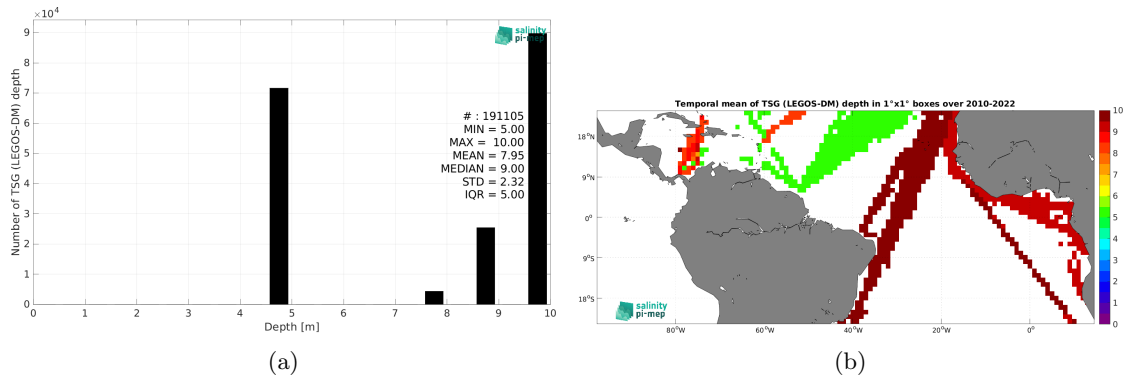 salinity
pi-mep
×10⁴
9
8
7
6
5
4
3
2
1
0
Number of TSG (LEGOS-DM) depth
# : 191105
MIN = 5.00
MAX = 10.00
MEAN = 7.95
MEDIAN = 9.00
STD = 2.32
IQR = 5.00
0 1 2 3 4 5 6 7 8 9 10
Depth [m]
(a)
Temporal mean of TSG (LEGOS-DM) depth in 1°x1° boxes over 2010-2022
18°N
9°N
0°
9°S
18°S
80°W 60°W 40°W 20°W 0°
salinity
pi-mep
10
9
8
7
6
5
4
3
2
1
0
(b)